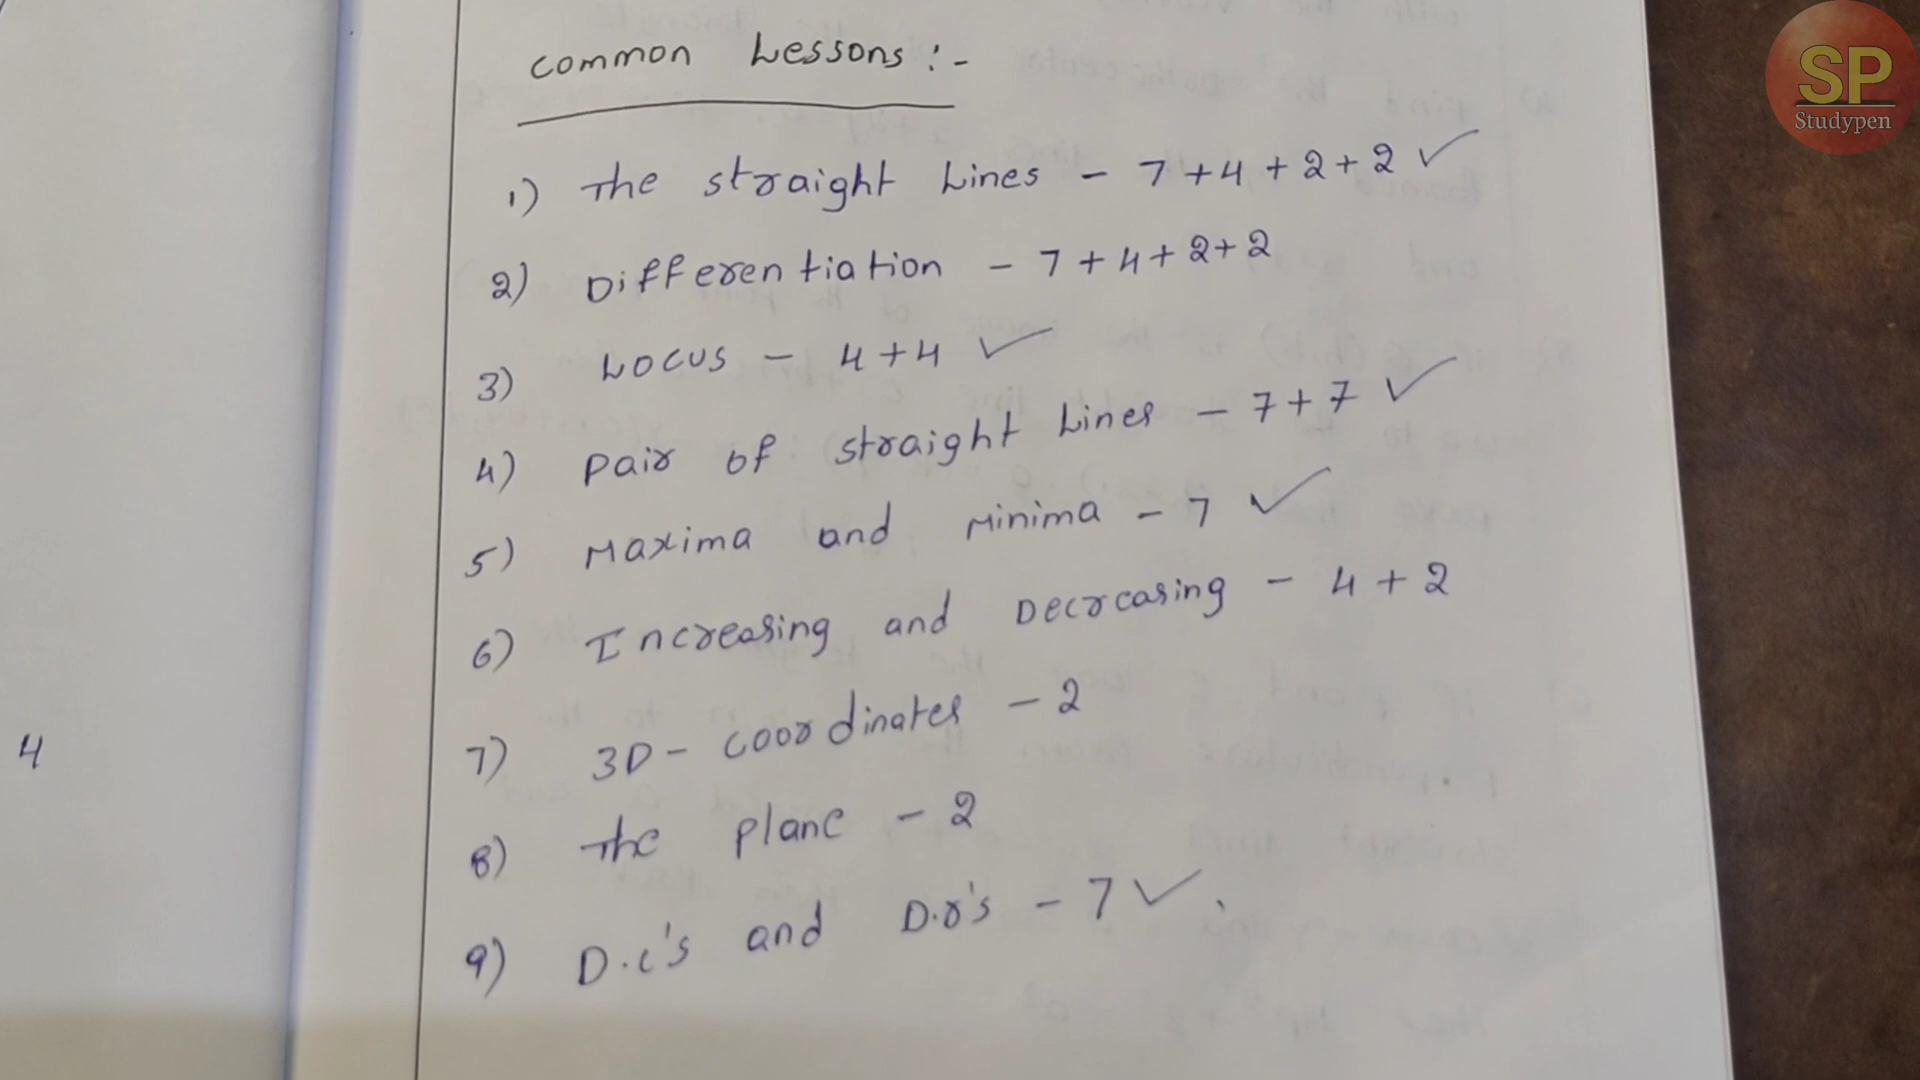 Common Lessons :-
1) The straight Lines - 7+4+2+2 ✓
2) Differentiation - 7+4+2+2
3) Locus - 4+4 ✓
4) pair of straight Lines - 7+7 ✓
5) Maxima and Minima - 7 ✓
6) Increasing and Decreasing - 4+2
7) 3D - coordinates - 2
8) The plane - 2
9) D.c's and D.r's - 7 ✓.
4
SP
Studypen